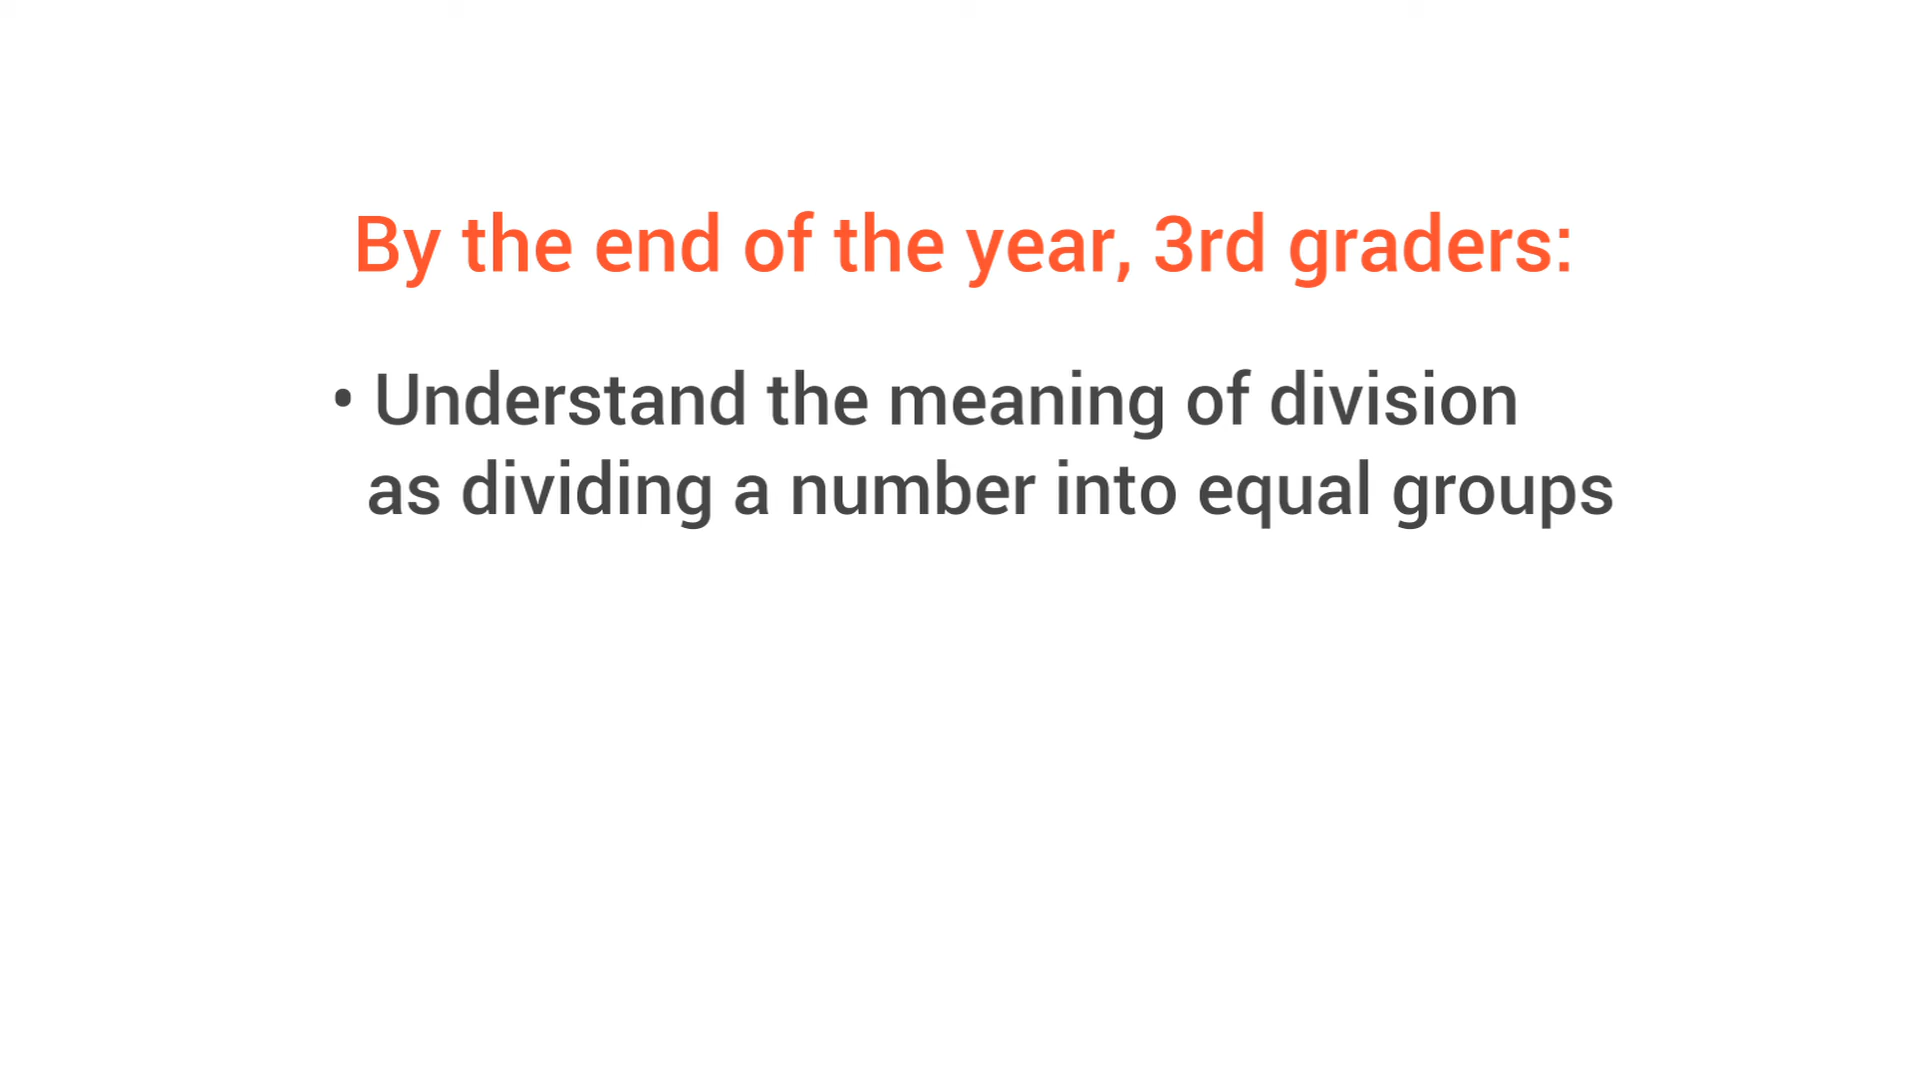 By the end of the year, 3rd graders:
• Understand the meaning of division
as dividing a number into equal groups